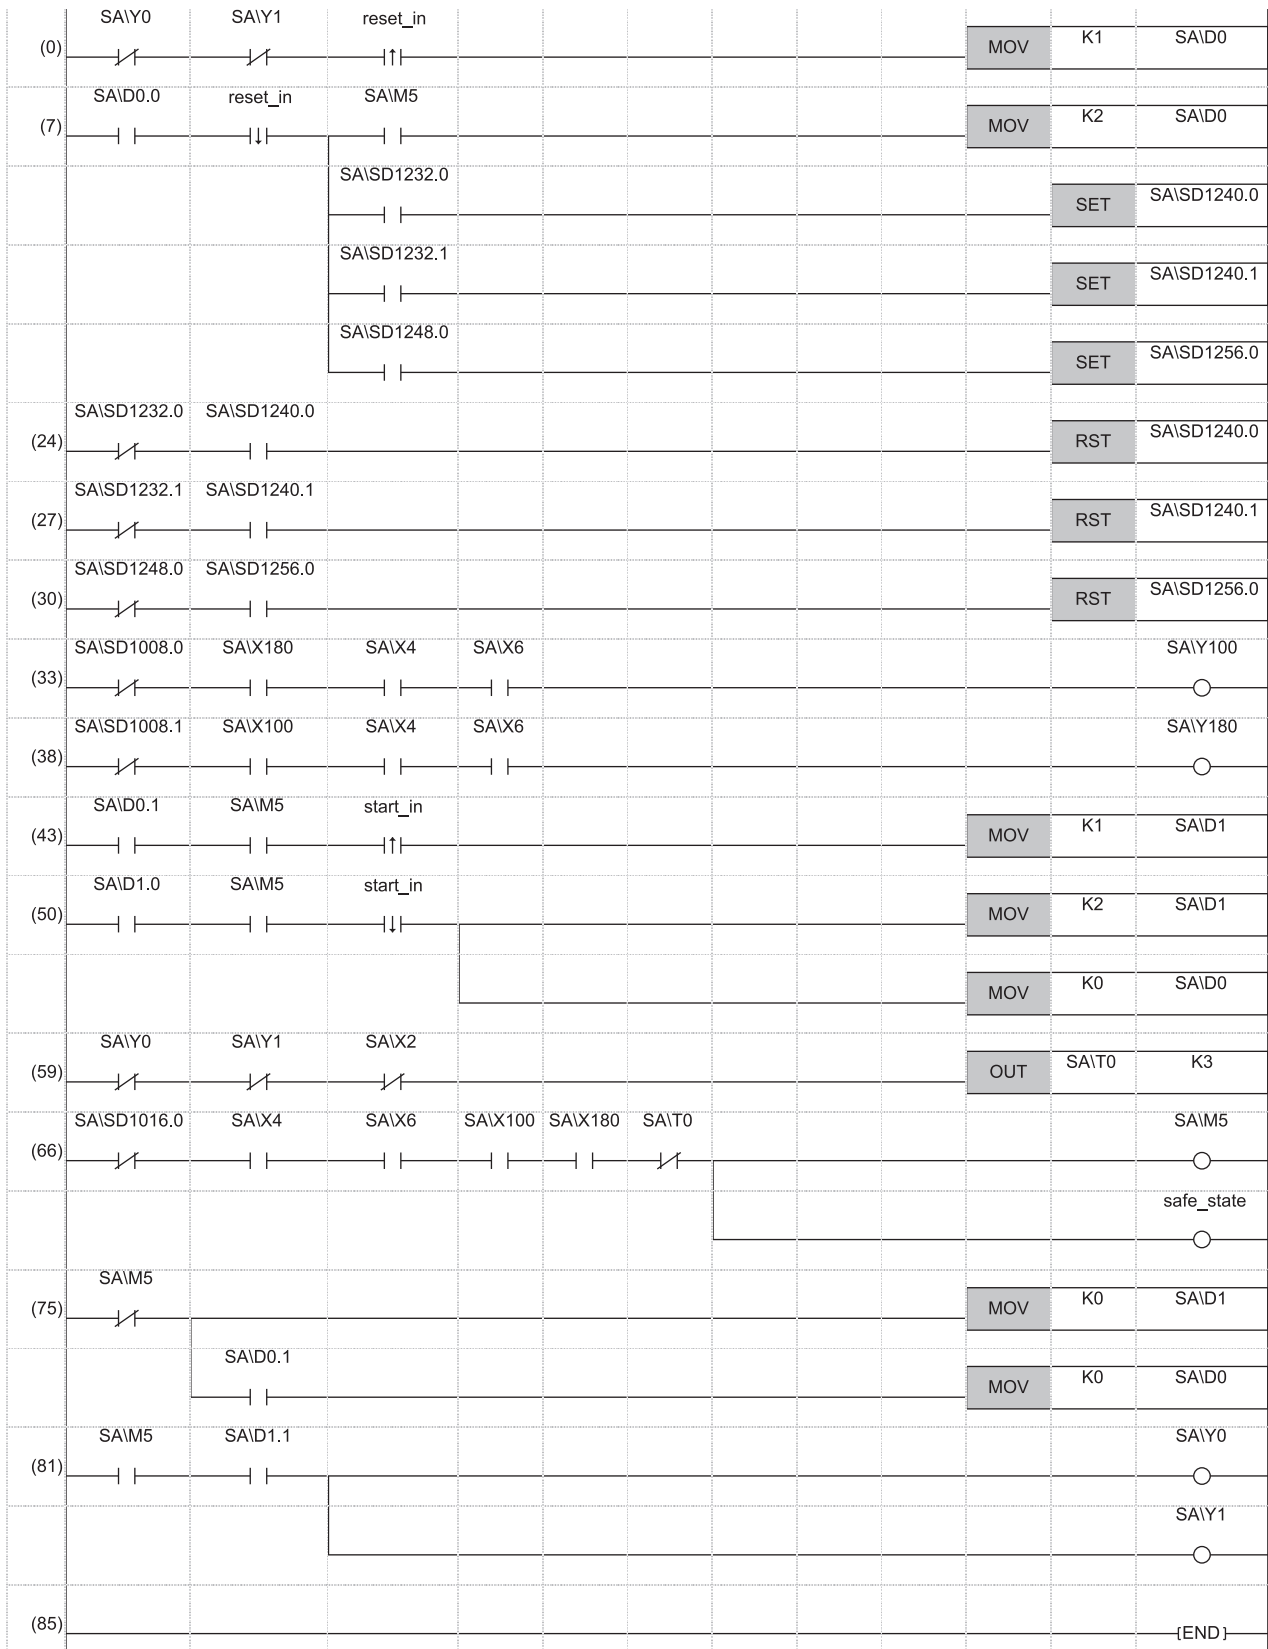 SA\Y0 SA\Y1 reset_in
(0) MOV K1 SA\D0
SA\D0.0 reset_in SA\M5
(7) MOV K2 SA\D0
SA\SD1232.0
SET SA\SD1240.0
SA\SD1232.1
SET SA\SD1240.1
SA\SD1248.0
SET SA\SD1256.0
SA\SD1232.0 SA\SD1240.0
(24) RST SA\SD1240.0
SA\SD1232.1 SA\SD1240.1
(27) RST SA\SD1240.1
SA\SD1248.0 SA\SD1256.0
(30) RST SA\SD1256.0
SA\SD1008.0 SA\X180 SA\X4 SA\X6 SA\Y100
(33)
SA\SD1008.1 SA\X100 SA\X4 SA\X6 SA\Y180
(38)
SA\D0.1 SA\M5 start_in
(43) MOV K1 SA\D1
SA\D1.0 SA\M5 start_in
(50) MOV K2 SA\D1
MOV K0 SA\D0
SA\Y0 SA\Y1 SA\X2
(59) OUT SA\T0 K3
SA\SD1016.0 SA\X4 SA\X6 SA\X100 SA\X180 SA\T0 SA\M5
(66)
safe_state
SA\M5
(75) MOV K0 SA\D1
SA\D0.1
MOV K0 SA\D0
SA\M5 SA\D1.1 SA\Y0
(81)
SA\Y1
(85) [END]